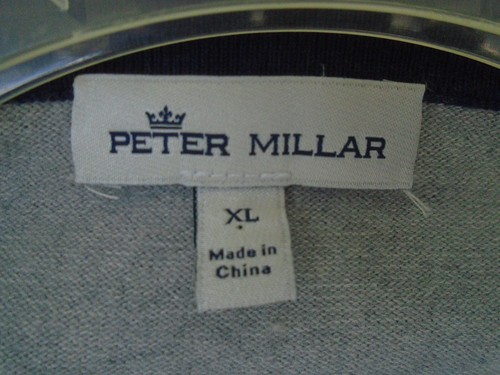 PETER MILLAR
XL
Made in
China